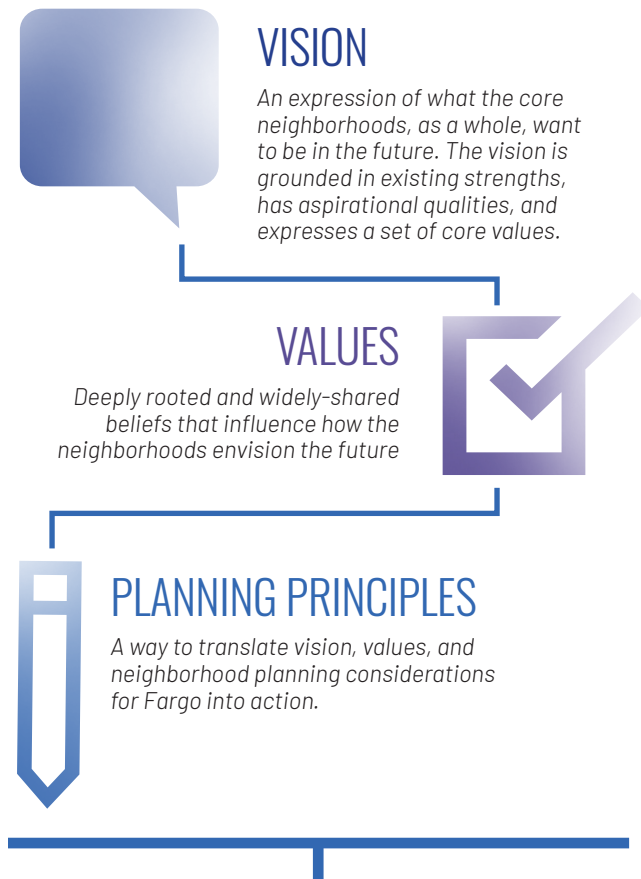 VISION
An expression of what the core
neighborhoods, as a whole, want
to be in the future. The vision is
grounded in existing strengths,
has aspirational qualities, and
expresses a set of core values.
VALUES
Deeply rooted and widely-shared
beliefs that influence how the
neighborhoods envision the future
PLANNING PRINCIPLES
A way to translate vision, values, and
neighborhood planning considerations
for Fargo into action.